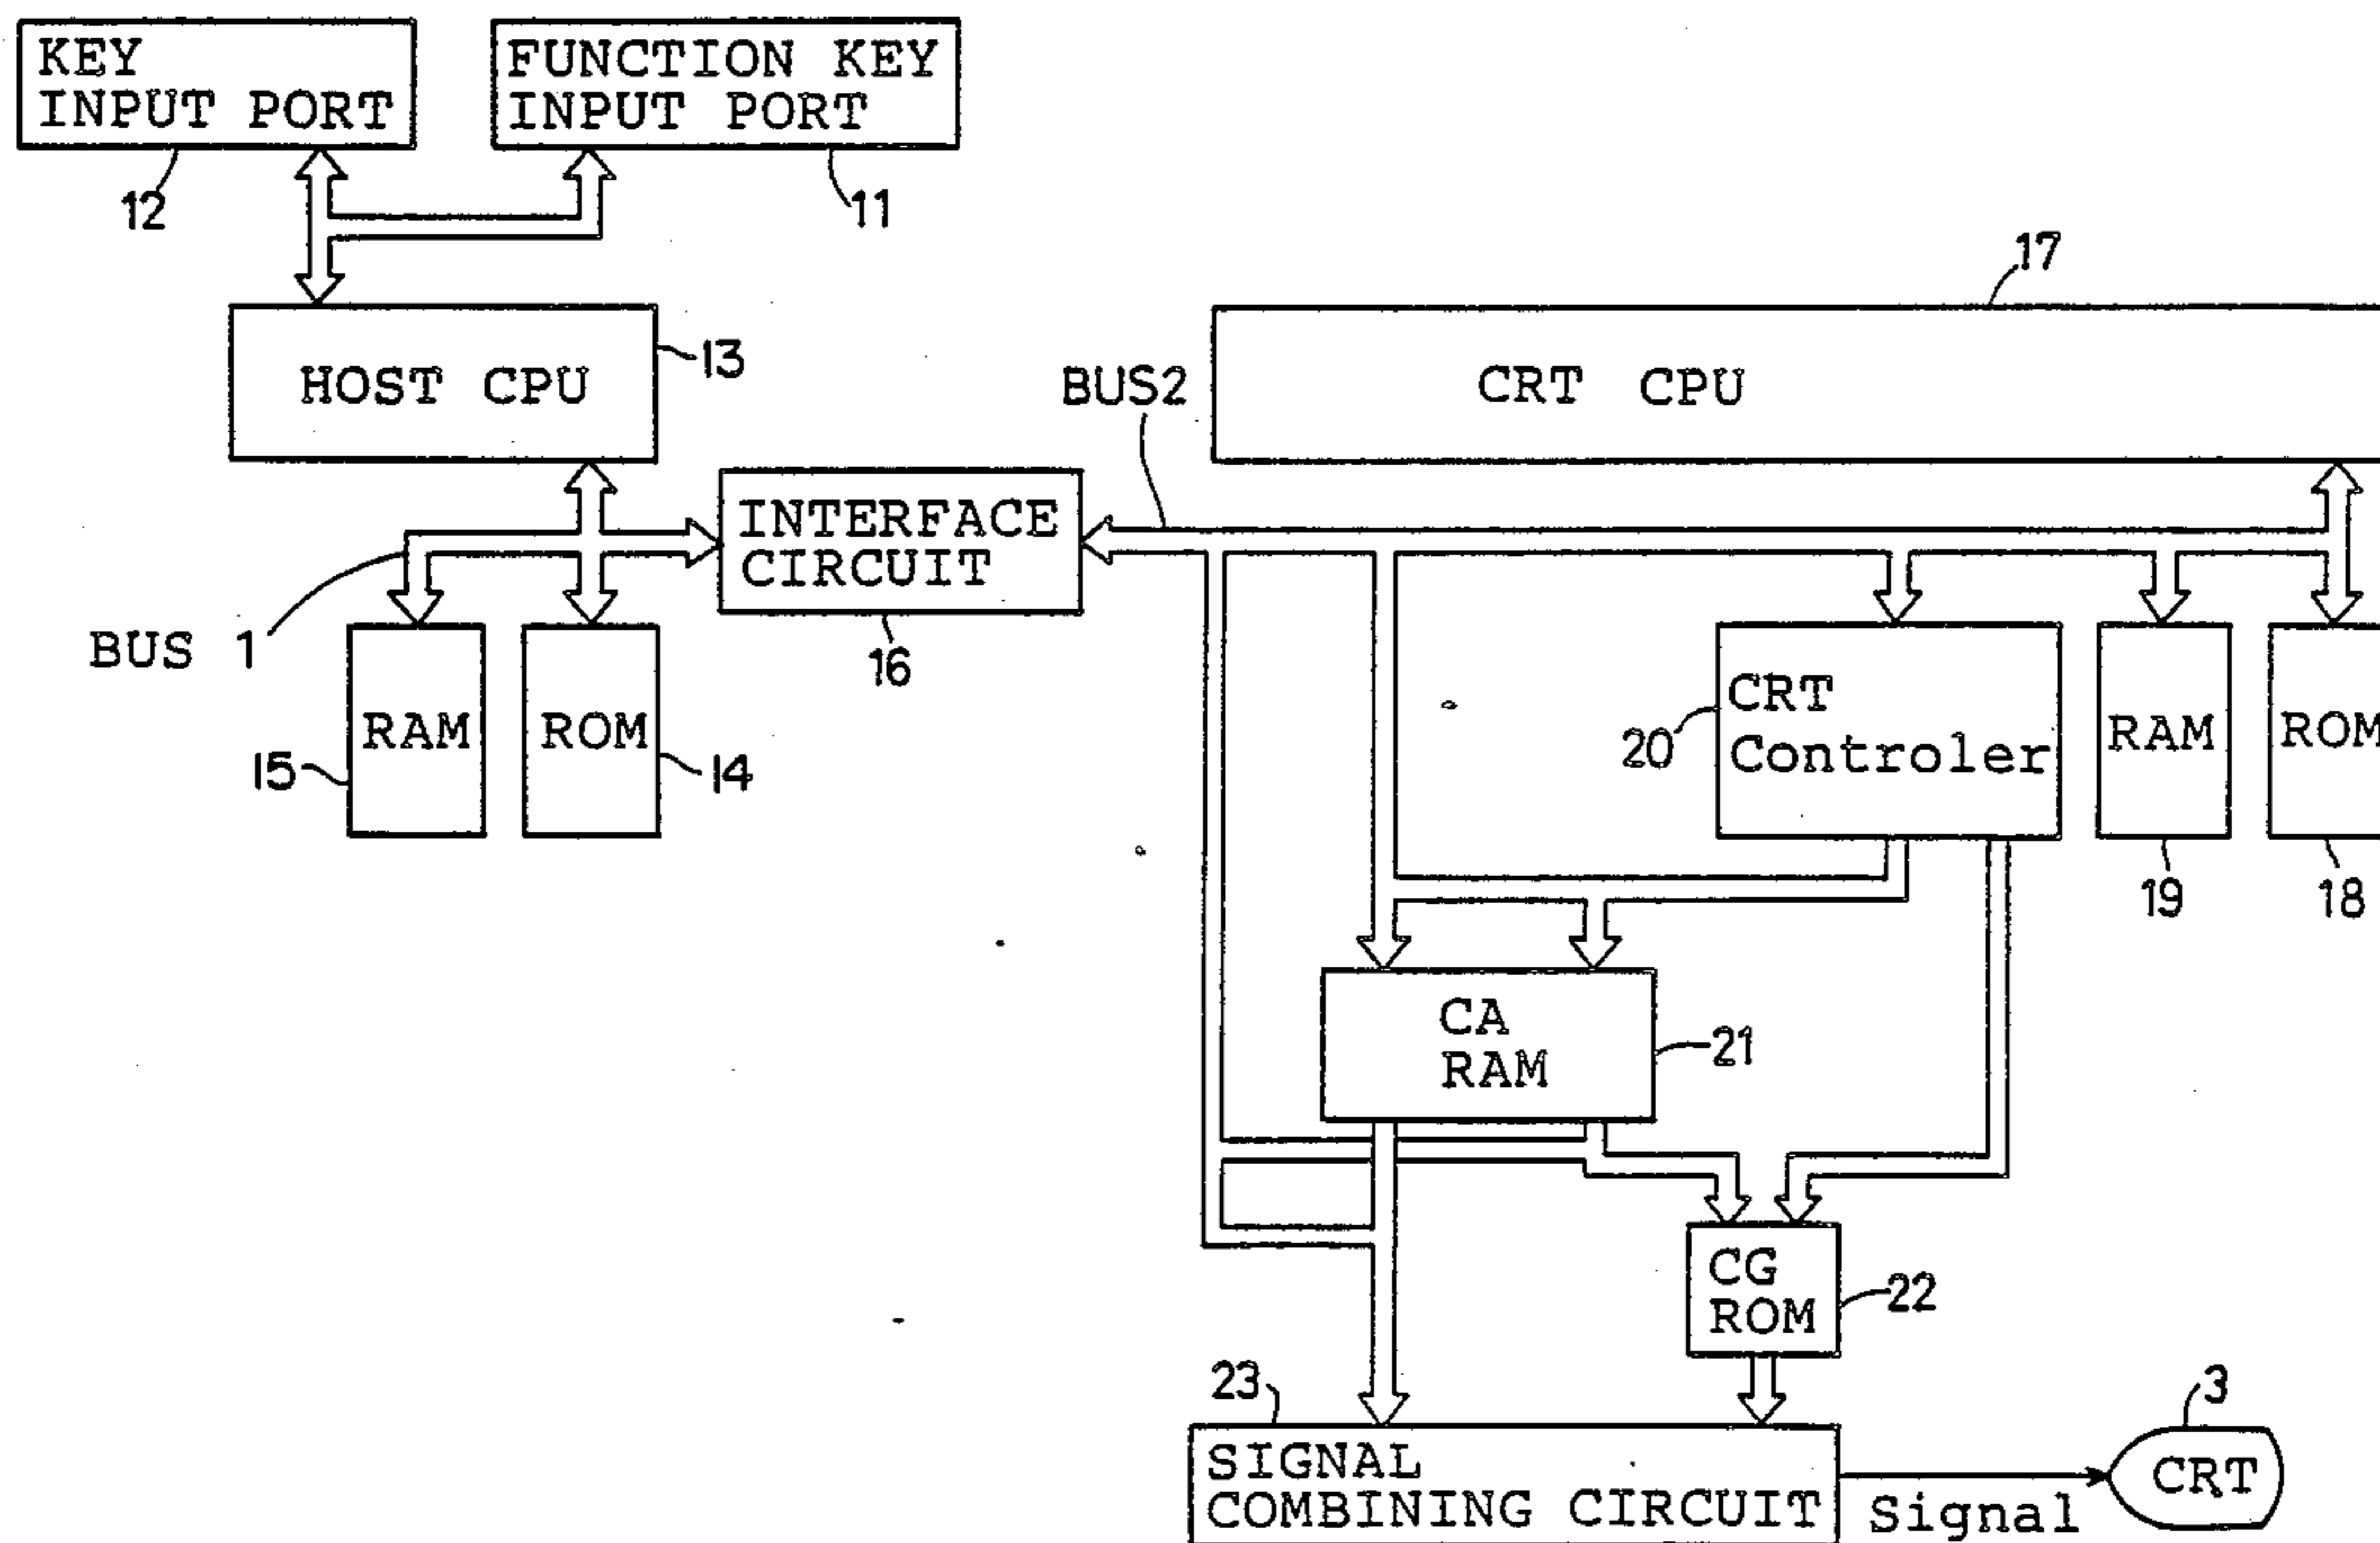 KEY
INPUT PORT
FUNCTION KEY
INPUT PORT
12
11
17
HOST CPU
13
BUS2
CRT CPU
INTERFACE
CIRCUIT
BUS 1
16
RAM
ROM
15
14
CRT
Controler
20
RAM
ROM
19
18
CA
RAM
21
CG
ROM
22
23
SIGNAL
COMBINING CIRCUIT
Signal
3
CRT